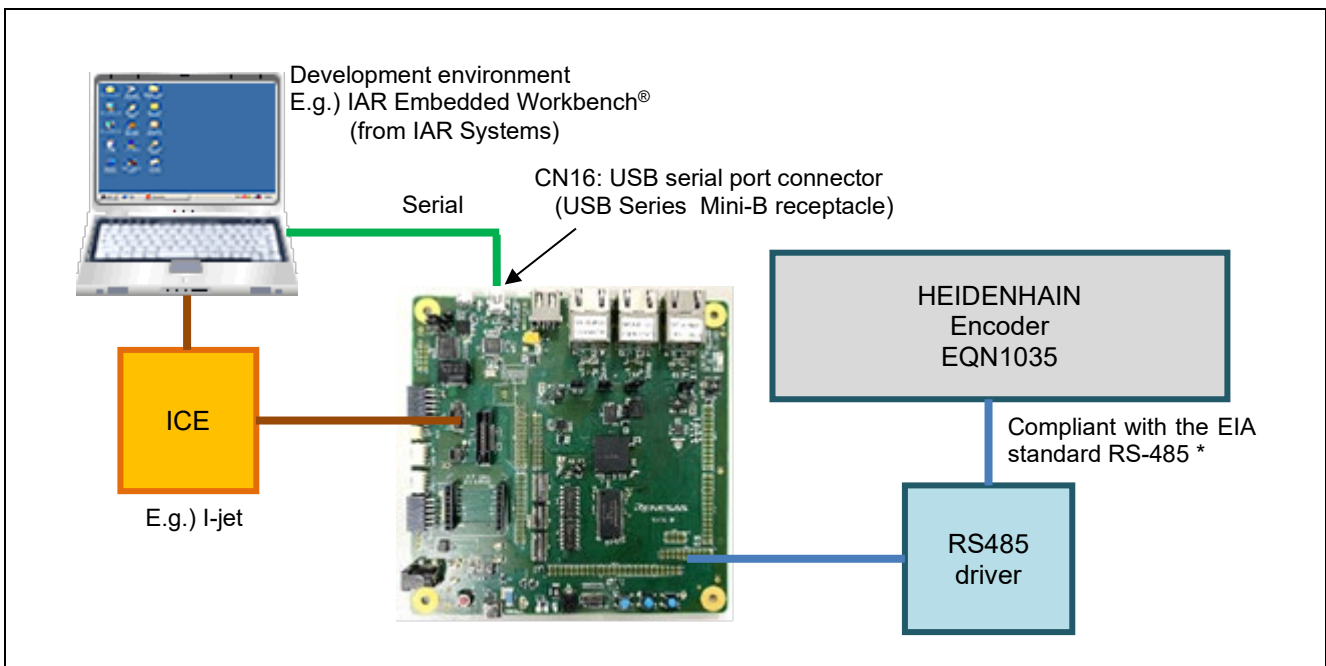 Development environment
E.g.) IAR Embedded Workbench®
(from IAR Systems)
CN16: USB serial port connector
(USB Series Mini-B receptacle)
Serial
HEIDENHAIN
Encoder
EQN1035
ICE
Compliant with the EIA
standard RS-485 *
E.g.) I-jet
RENESAS
RS485
driver